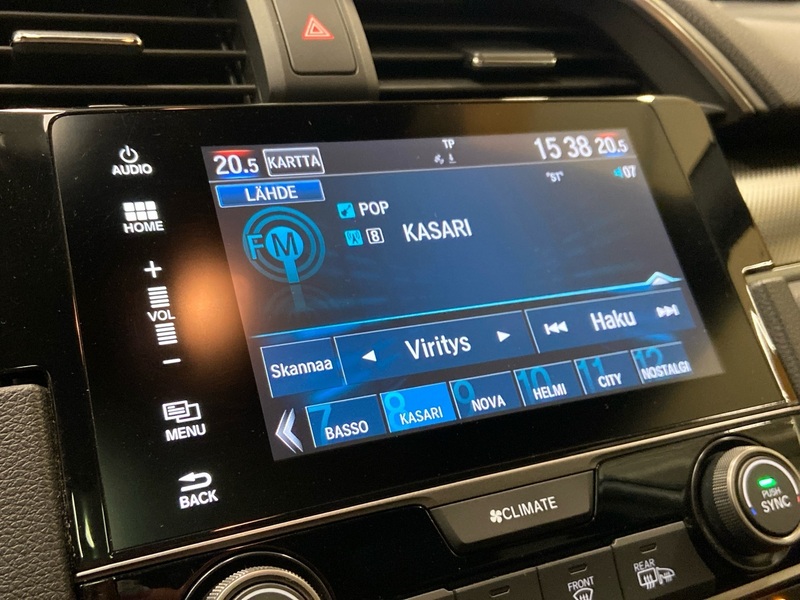 AUDIO
HOME
+
VOL
−
MENU
BACK
20.5 KARTTA TP 15 38 20.5
LÄHDE "ST" 07
FM
POP
8 KASARI
Skannaa Viritys Haku
7 BASSO
8 KASARI
9 NOVA
10 HELMI
11 CITY
12 NOSTALGI
CLIMATE
PUSH
SYNC
FRONT
REAR